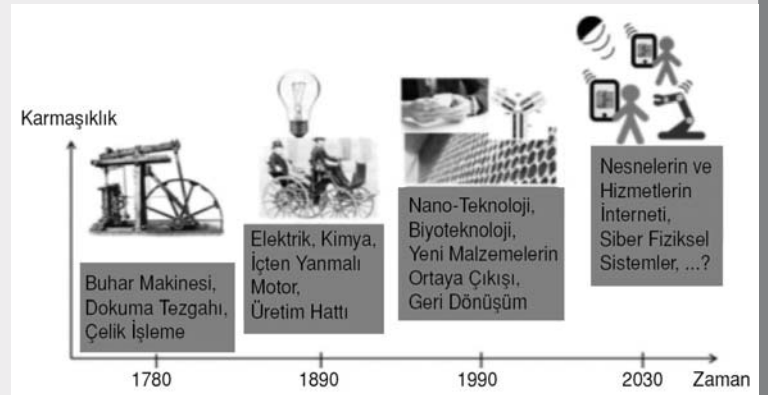 Karmaşıklık
Buhar Makinesi,
Dokuma Tezgahı,
Çelik İşleme
Elektrik, Kimya,
İçten Yanmalı
Motor,
Üretim Hattı
Nano-Teknoloji,
Biyoteknoloji,
Yeni Malzemelerin
Ortaya Çıkışı,
Geri Dönüşüm
Nesnelerin ve
Hizmetlerin
İnterneti,
Siber Fiziksel
Sistemler, ...?
1780
1890
1990
2030
Zaman